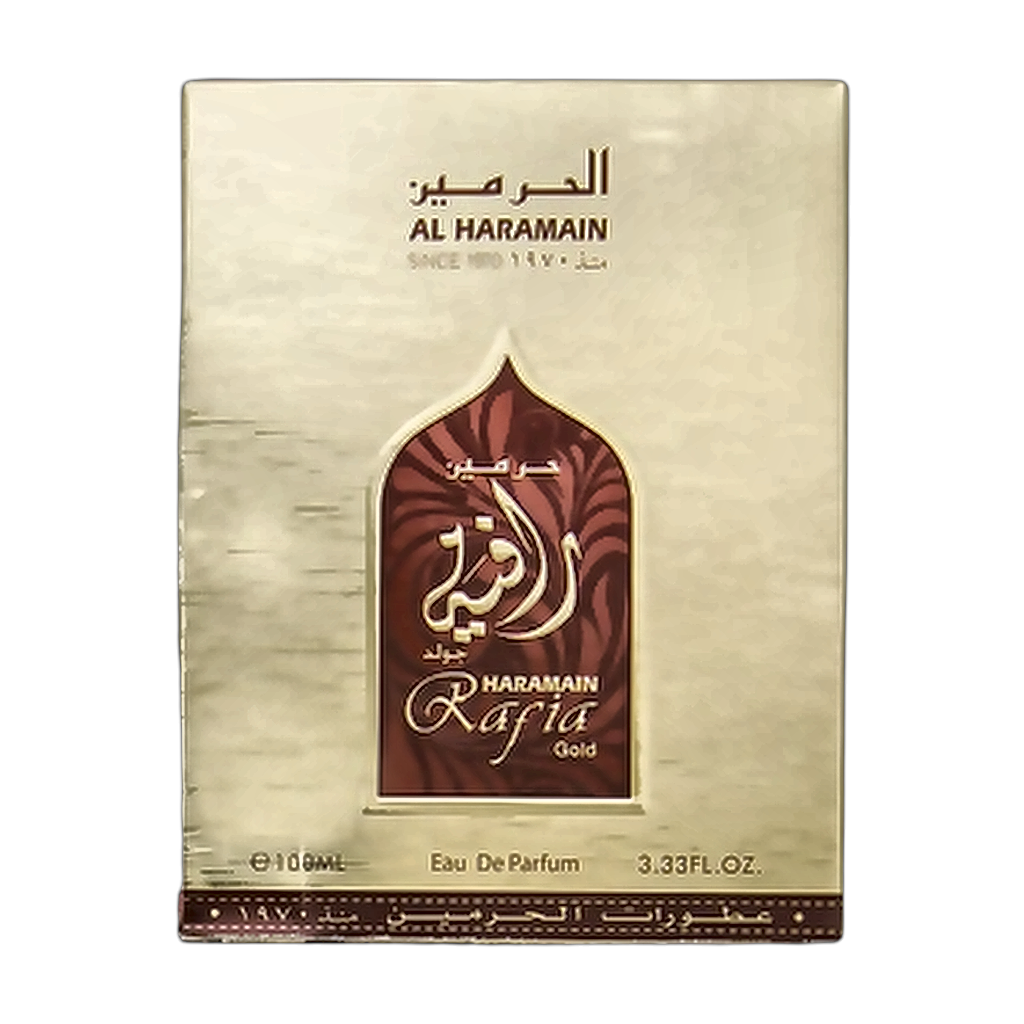 الحرمين
AL HARAMAIN
SINCE 1970 منذ ١٩٧٠
حرمين
رافية
جولد
HARAMAIN
Rafia
Gold
℮100ML Eau De Parfum 3.33FL.OZ.
• عطورات الحرمين منذ ١٩٧٠ •